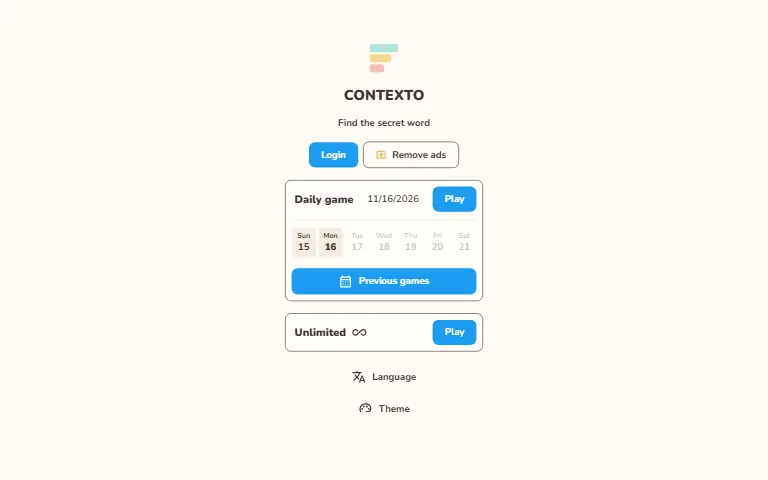 CONTEXTO
Find the secret word
Login Remove ads
Daily game 11/16/2026 Play
Sun Mon Tue Wed Thu Fri Sat
15 16 17 18 19 20 21
Previous games
Unlimited Play
Language
Theme